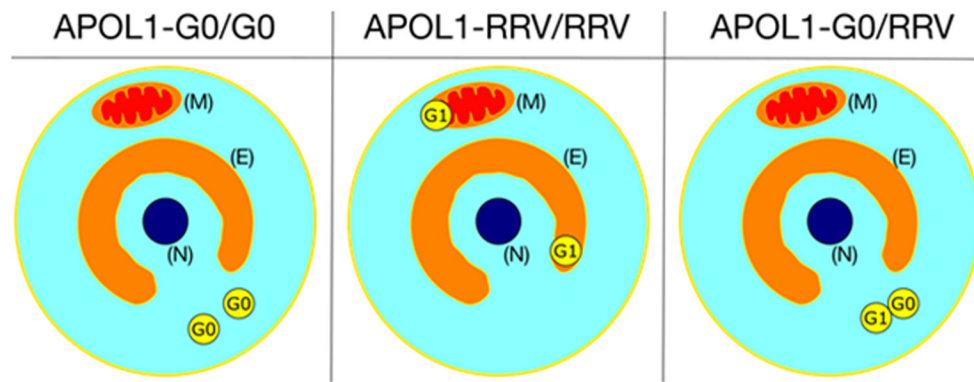 APOL1-G0/G0 APOL1-RRV/RRV APOL1-G0/RRV
(M) G1 (M) (M)
(E) (E) (E)
(N) (N) G1 (N)
G0 G0
G0 G1